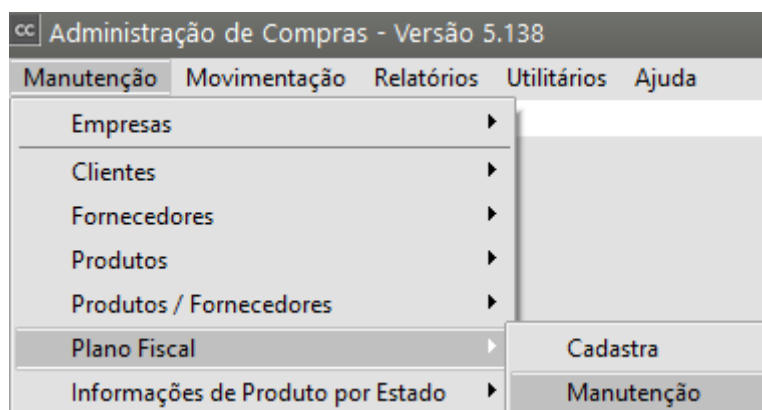 cc Administração de Compras - Versão 5.138
Manutenção Movimentação Relatórios Utilitários Ajuda
Empresas
Clientes
Fornecedores
Produtos
Produtos / Fornecedores
Plano Fiscal Cadastra
Informações de Produto por Estado Manutenção